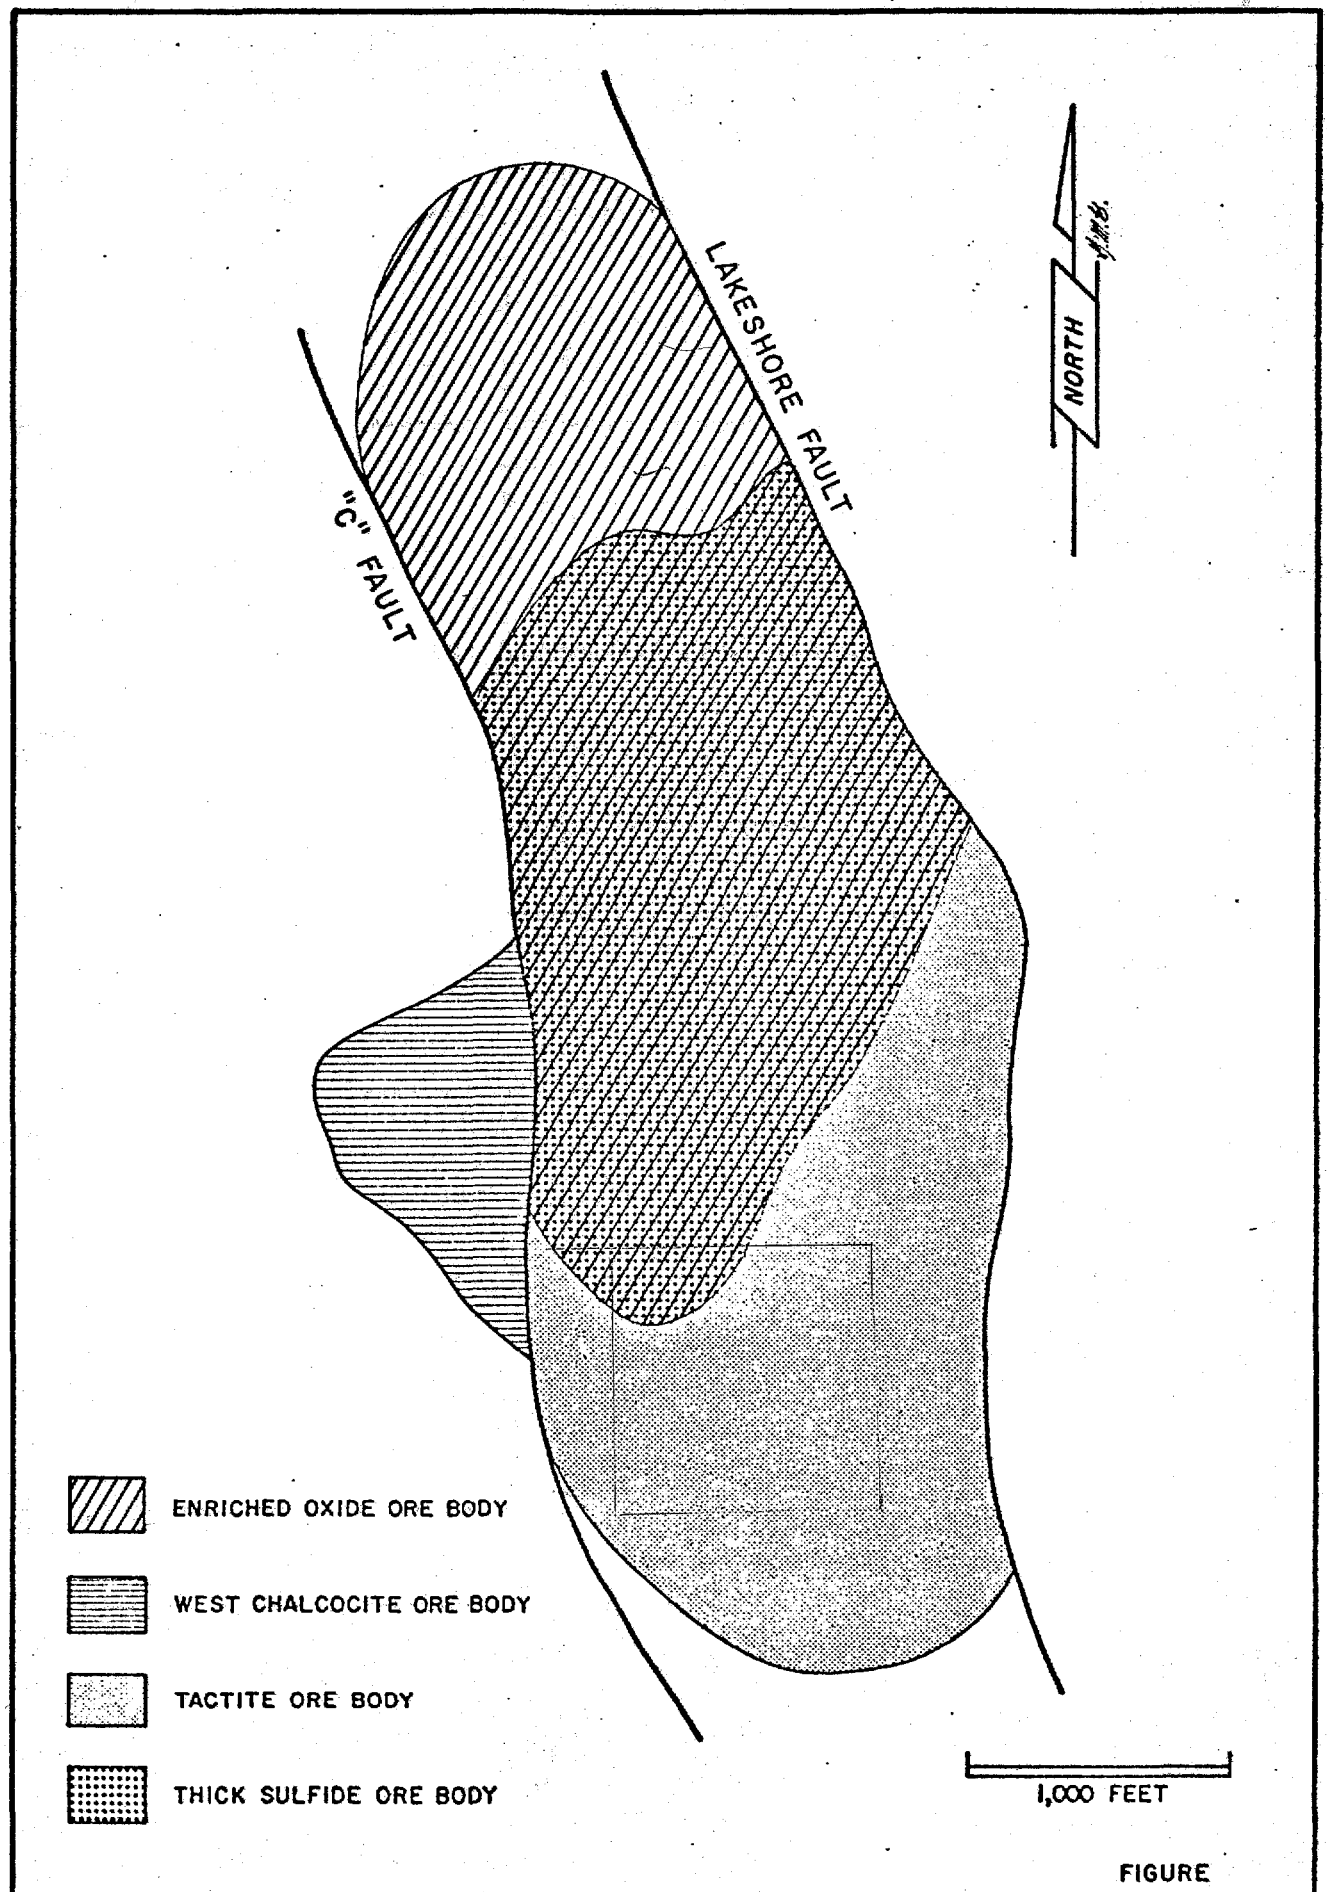 LAKESHORE FAULT
NORTH
"C" FAULT
ENRICHED OXIDE ORE BODY
WEST CHALCOCITE ORE BODY
TACTITE ORE BODY
THICK SULFIDE ORE BODY
1,000 FEET
FIGURE